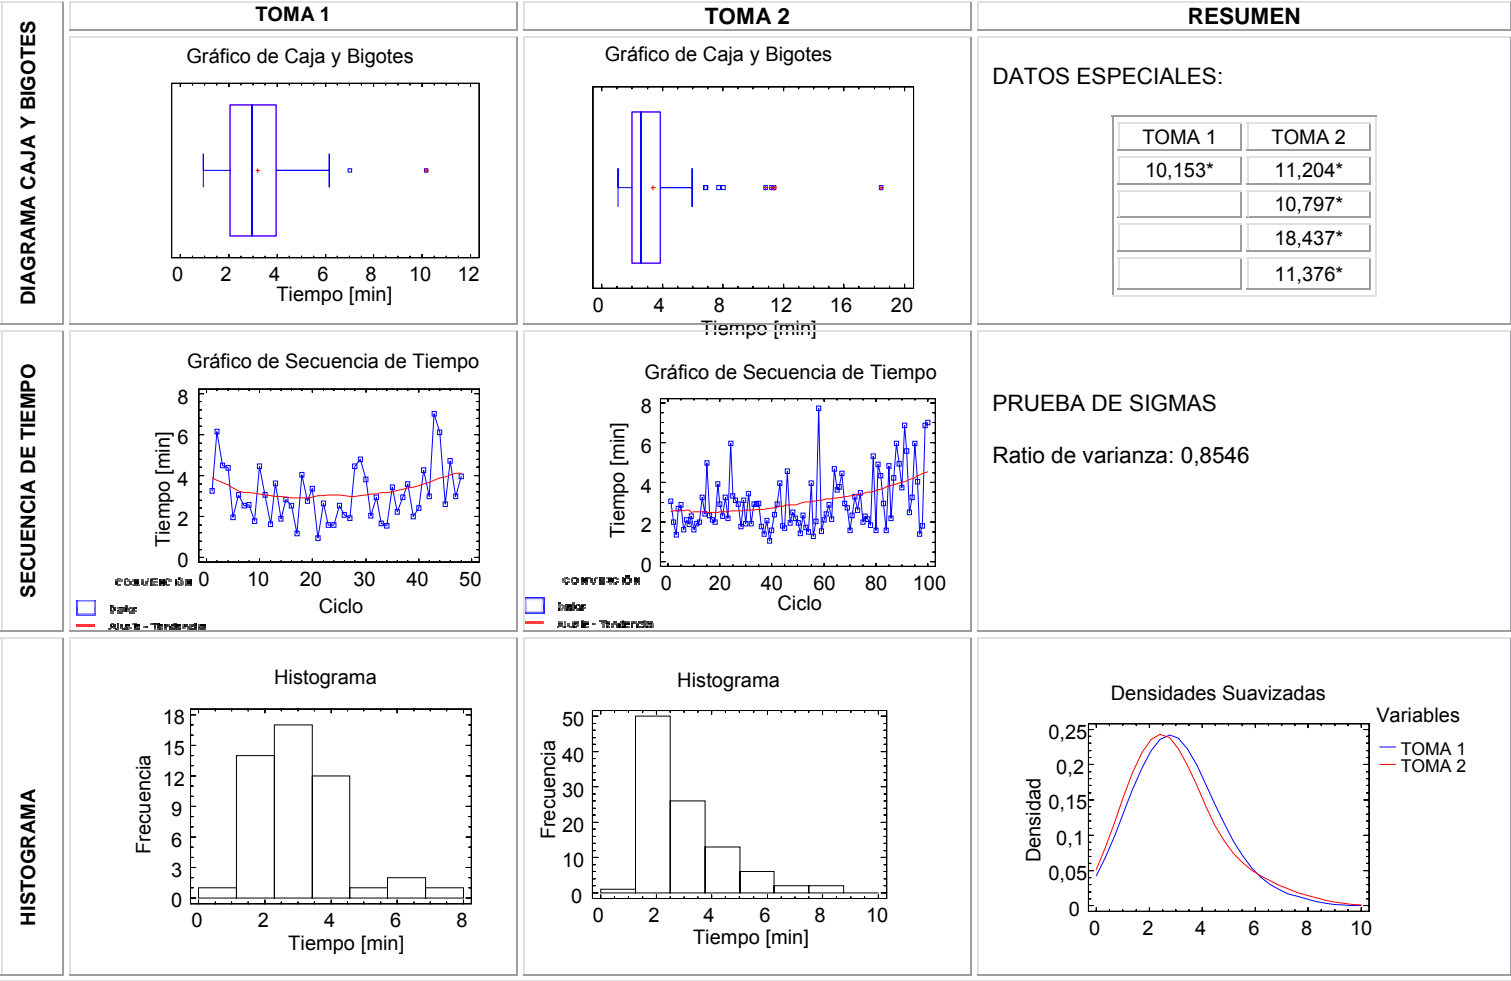 TOMA 1
TOMA 2
RESUMEN
DIAGRAMA CAJA Y BIGOTES
Gráfico de Caja y Bigotes
0 2 4 6 8 10 12
Tiempo [min]
Gráfico de Caja y Bigotes
0 4 8 12 16 20
Tiempo [min]
DATOS ESPECIALES:
TOMA 1 TOMA 2
10,153* 11,204*
10,797*
18,437*
11,376*
SECUENCIA DE TIEMPO
Gráfico de Secuencia de Tiempo
Tiempo [min]
8
6
4
2
0
0 10 20 30 40 50
Ciclo
CONVENCIÓN
Datos
Ajuste - Tendencia
Gráfico de Secuencia de Tiempo
Tiempo [min]
8
6
4
2
0
0 20 40 60 80 100
Ciclo
CONVENCIÓN
Datos
Ajuste - Tendencia
PRUEBA DE SIGMAS
Ratio de varianza: 0,8546
HISTOGRAMA
Histograma
Frecuencia
18
15
12
9
6
3
0
0 2 4 6 8
Tiempo [min]
Histograma
Frecuencia
50
40
30
20
10
0
0 2 4 6 8 10
Tiempo [min]
Densidades Suavizadas
Densidad
0,25
0,2
0,15
0,1
0,05
0
0 2 4 6 8 10
Variables
TOMA 1
TOMA 2